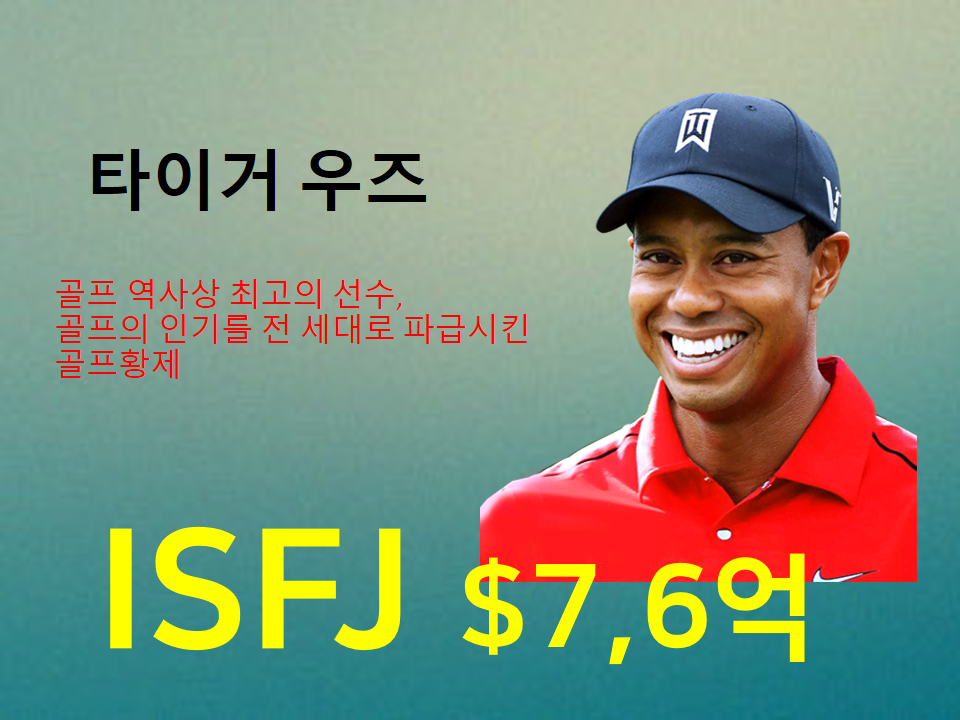 타이거 우즈
골프 역사상 최고의 선수,
골프의 인기를 전 세대로 파급시킨
골프황제
ISFJ $7,6억